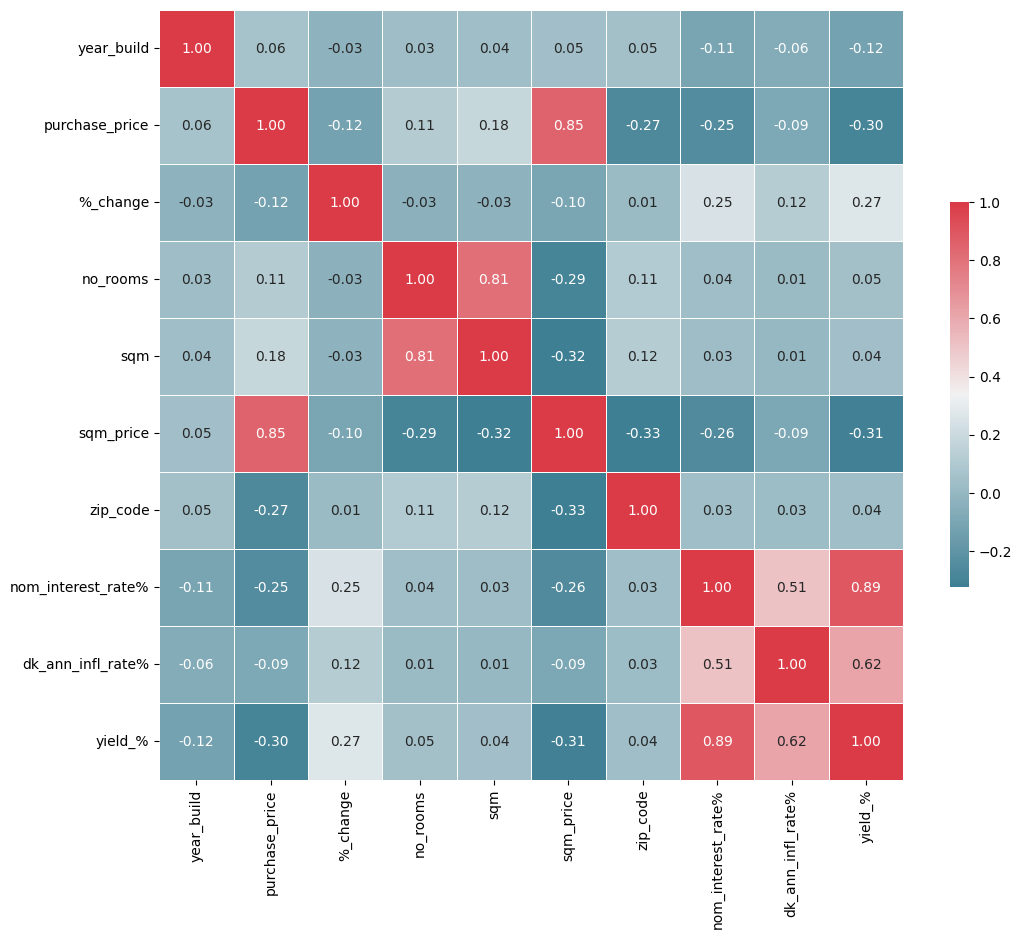 year_build 1.00 0.06 -0.03 0.03 0.04 0.05 0.05 -0.11 -0.06 -0.12
purchase_price 0.06 1.00 -0.12 0.11 0.18 0.85 -0.27 -0.25 -0.09 -0.30
%_change -0.03 -0.12 1.00 -0.03 -0.03 -0.10 0.01 0.25 0.12 0.27
no_rooms 0.03 0.11 -0.03 1.00 0.81 -0.29 0.11 0.04 0.01 0.05
sqm 0.04 0.18 -0.03 0.81 1.00 -0.32 0.12 0.03 0.01 0.04
sqm_price 0.05 0.85 -0.10 -0.29 -0.32 1.00 -0.33 -0.26 -0.09 -0.31
zip_code 0.05 -0.27 0.01 0.11 0.12 -0.33 1.00 0.03 0.03 0.04
nom_interest_rate% -0.11 -0.25 0.25 0.04 0.03 -0.26 0.03 1.00 0.51 0.89
dk_ann_infl_rate% -0.06 -0.09 0.12 0.01 0.01 -0.09 0.03 0.51 1.00 0.62
yield_% -0.12 -0.30 0.27 0.05 0.04 -0.31 0.04 0.89 0.62 1.00
year_build
purchase_price
%_change
no_rooms
sqm
sqm_price
zip_code
nom_interest_rate%
dk_ann_infl_rate%
yield_%
1.0
0.8
0.6
0.4
0.2
0.0
−0.2